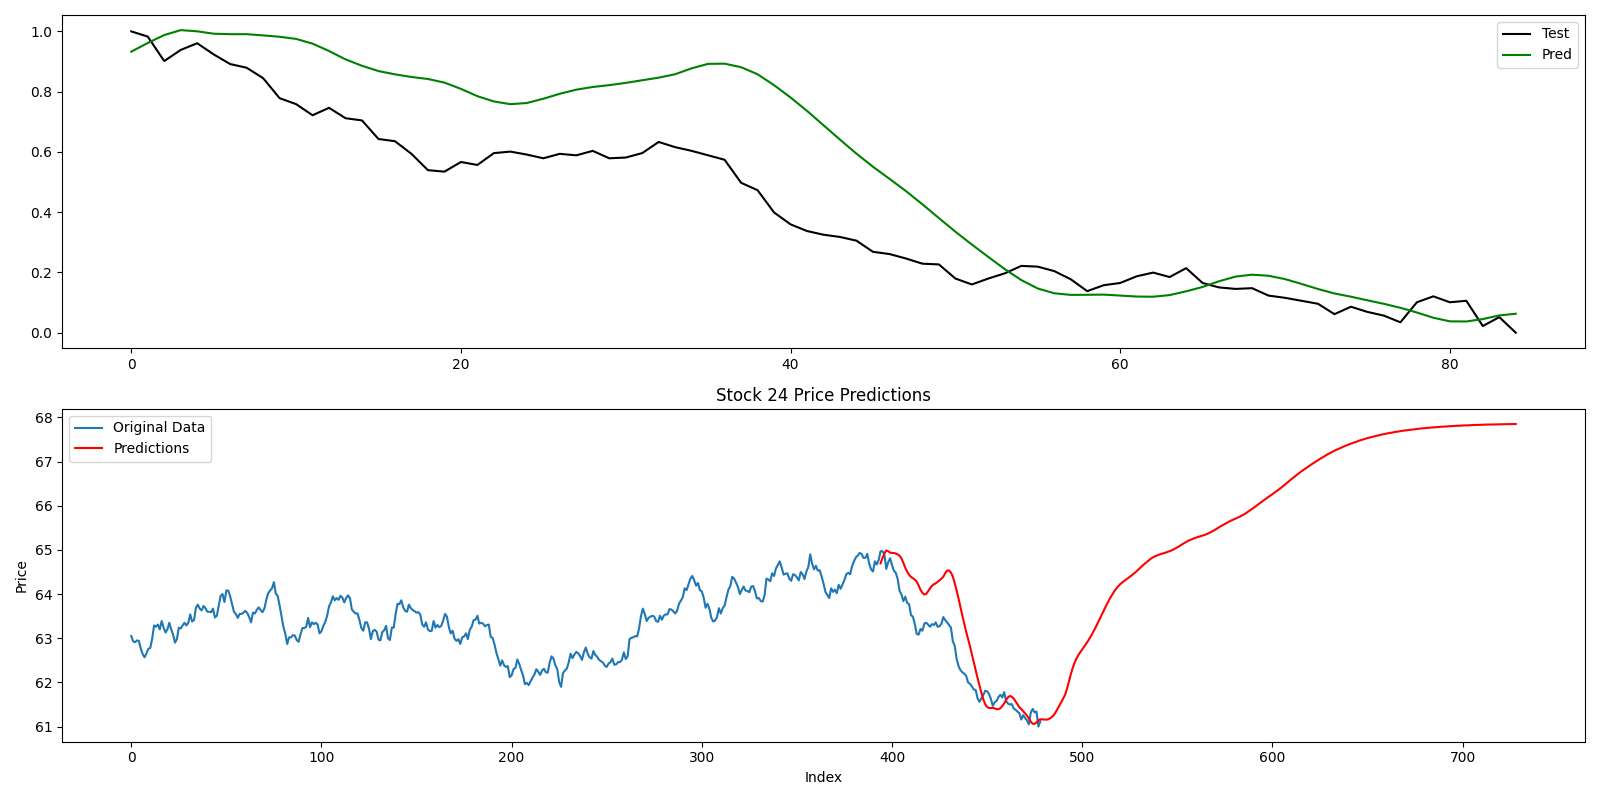 1.0
0.8
0.6
0.4
0.2
0.0
Test
Pred
0 20 40 60 80
Stock 24 Price Predictions
68
67
66
65
64
63
62
61
Price
Original Data
Predictions
0 100 200 300 400 500 600 700
Index